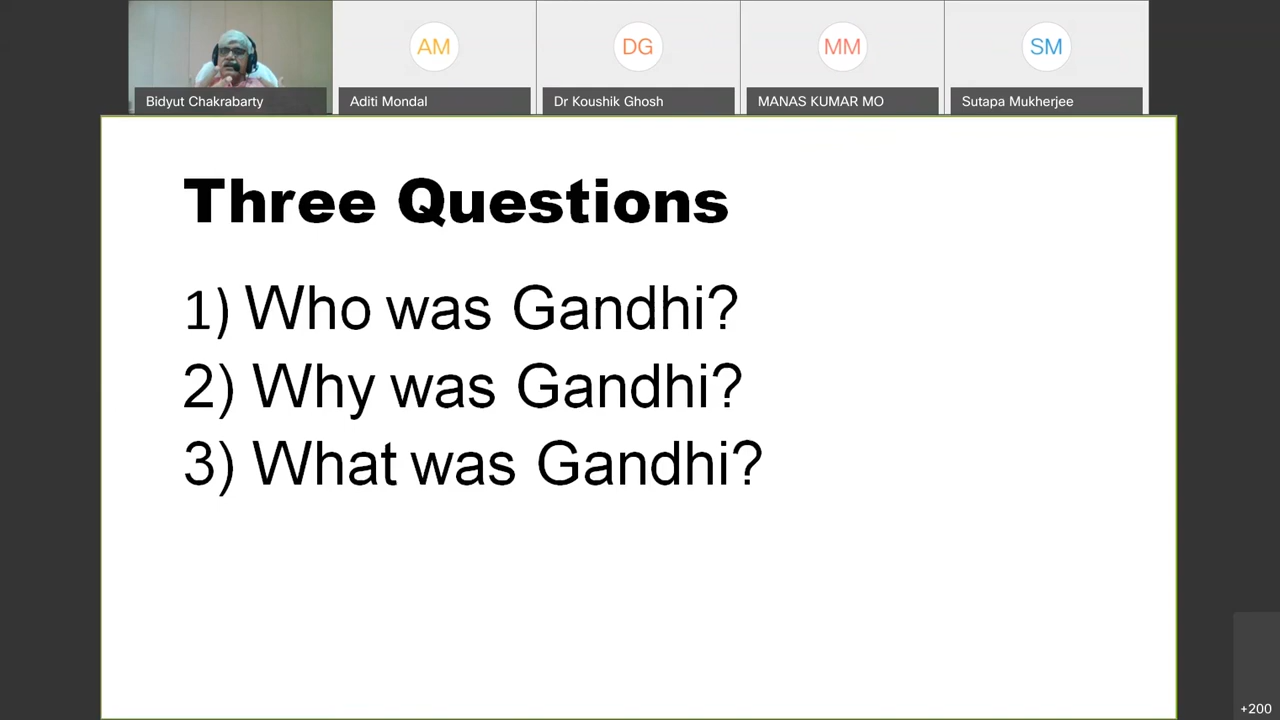 AM
DG
MM
SM
Bidyut Chakrabarty
Aditi Mondal
Dr Koushik Ghosh
MANAS KUMAR MO
Sutapa Mukherjee
Three Questions
1) Who was Gandhi?
2) Why was Gandhi?
3) What was Gandhi?
+200